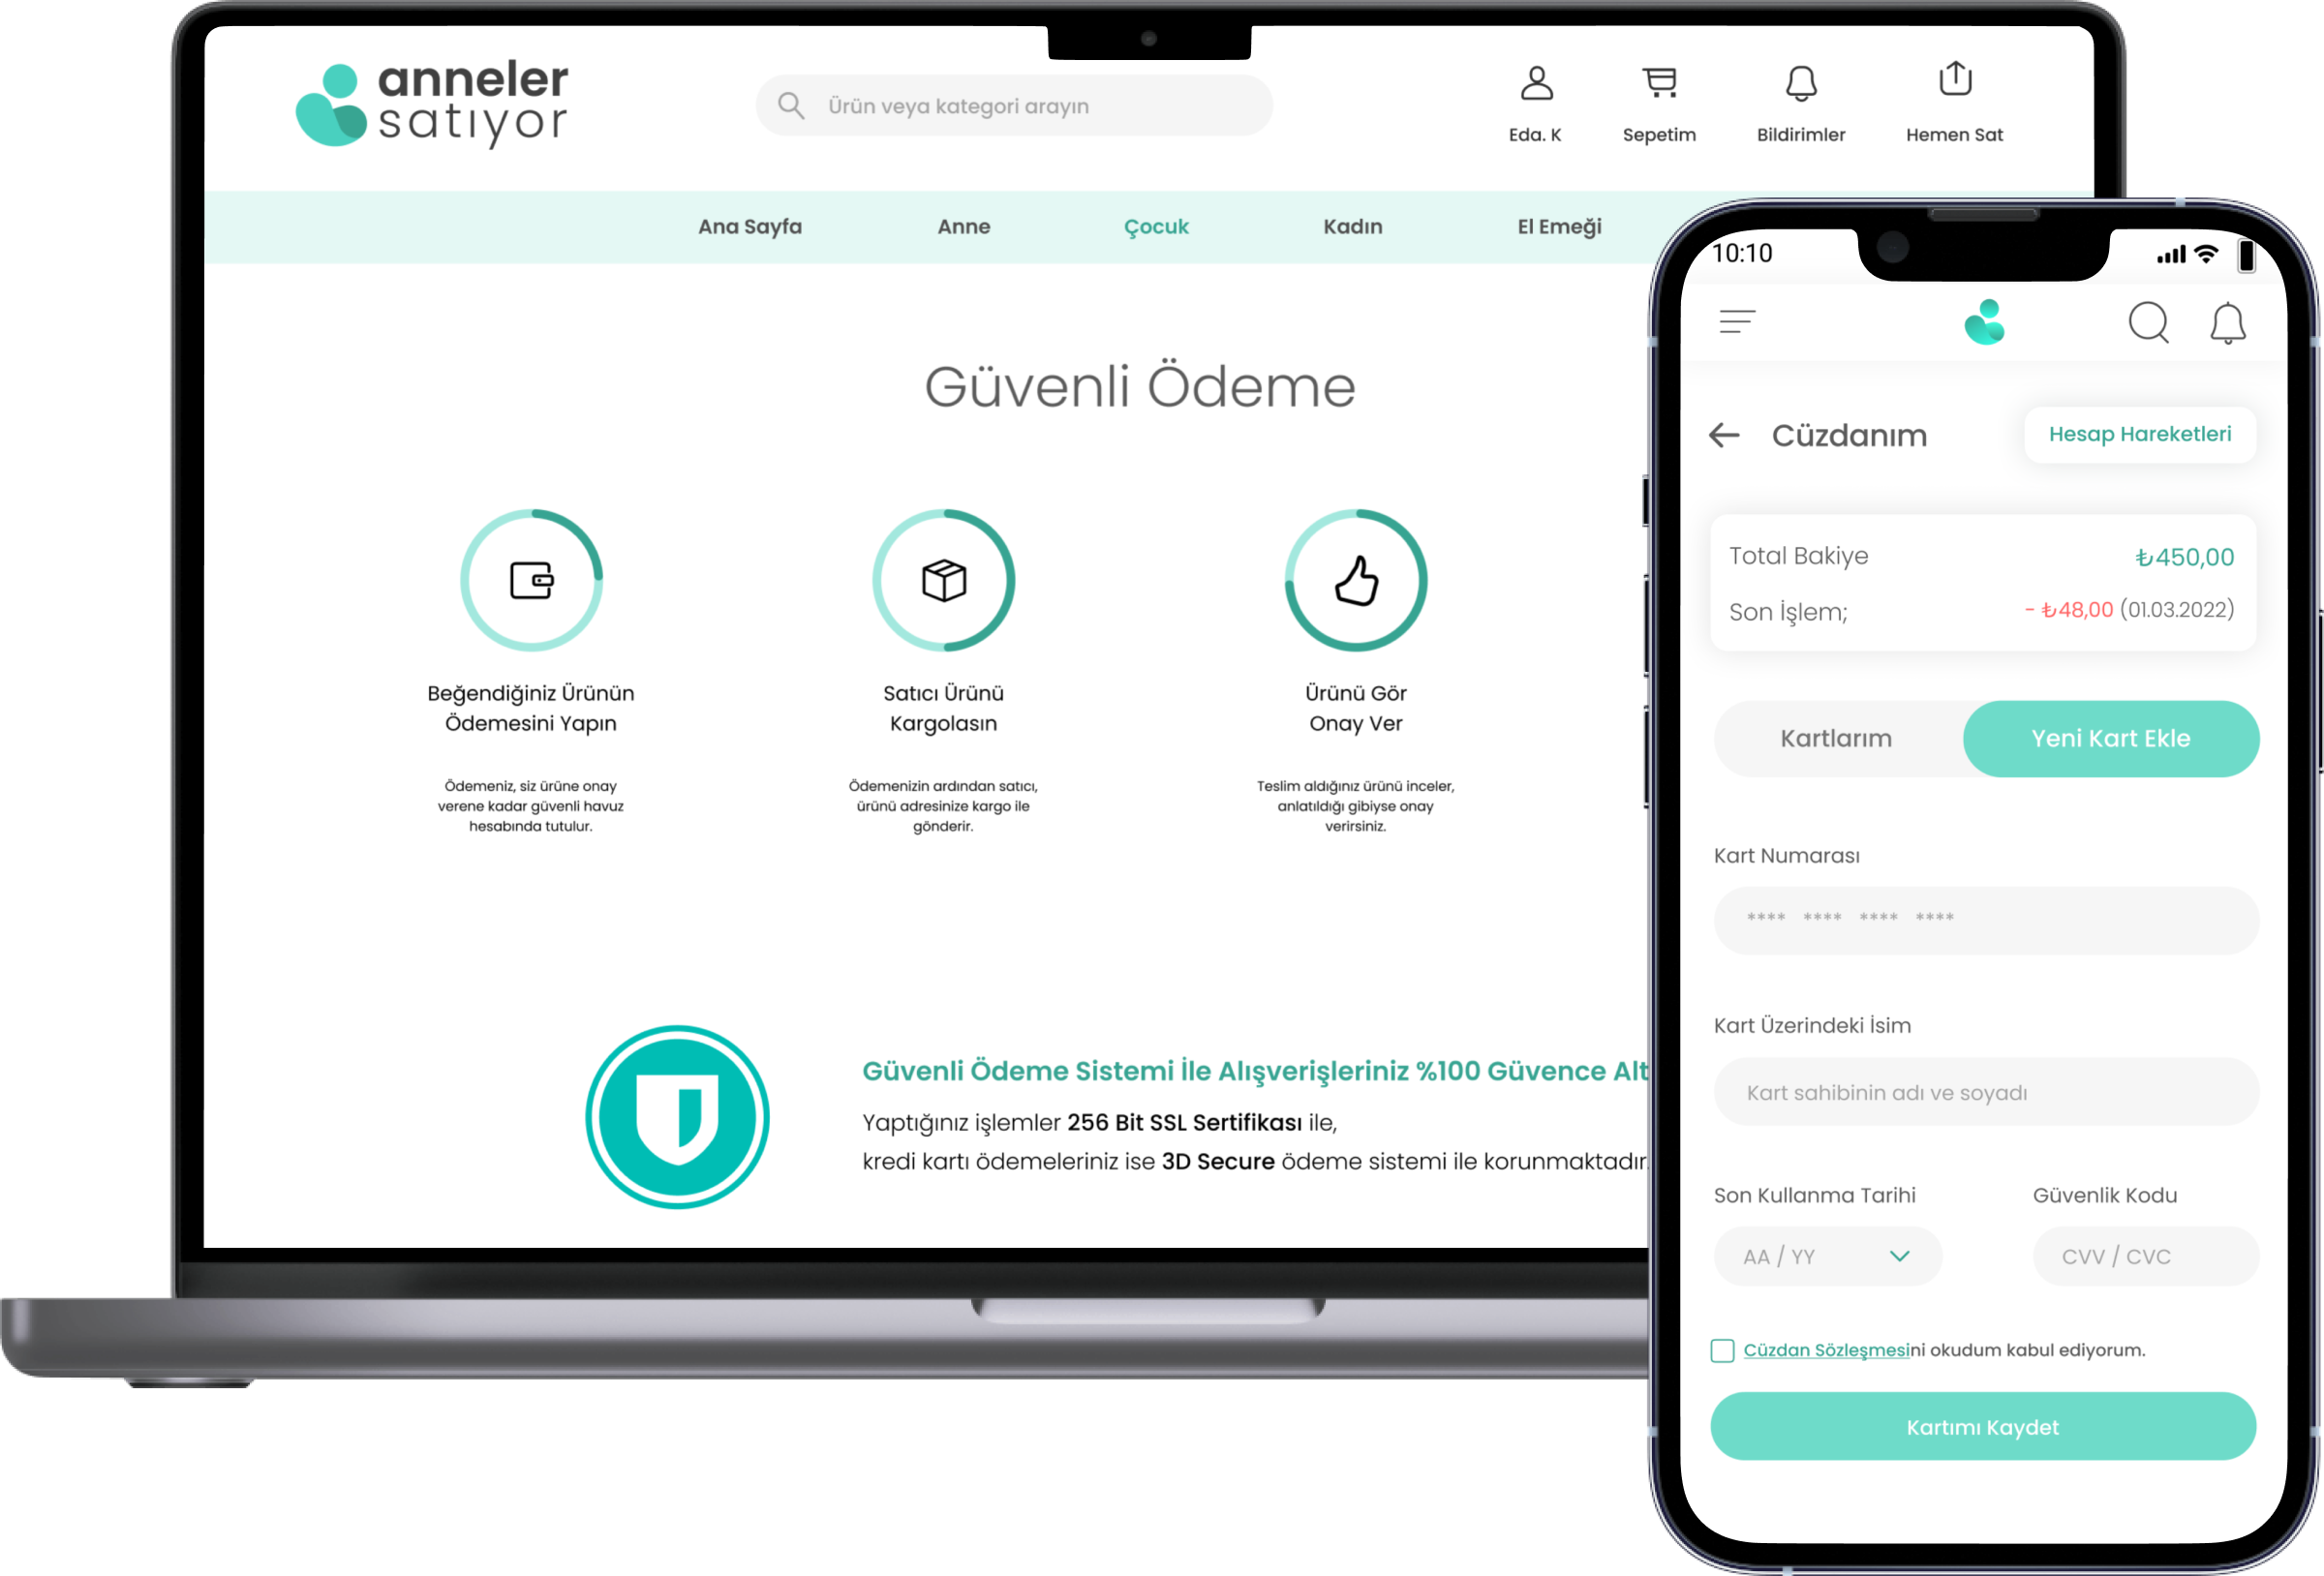 anneler
satıyor
Ürün veya kategori arayın
Eda. K
Sepetim
Bildirimler
Hemen Sat
Ana Sayfa
Anne
Çocuk
Kadın
El Emeği
Güvenli Ödeme
Beğendiğiniz Ürünün
Ödemesini Yapın
Ödemeniz, siz ürüne onay
verene kadar güvenli havuz
hesabında tutulur.
Satıcı Ürünü
Kargolasın
Ödemenizin ardından satıcı,
ürünü adresinize kargo ile
gönderir.
Ürünü Gör
Onay Ver
Teslim aldığınız ürünü inceler,
anlatıldığı gibiyse onay
verirsiniz.
Güvenli Ödeme Sistemi İle Alışverişleriniz %100 Güvence Alt
Yaptığınız işlemler 256 Bit SSL Sertifikası ile,
kredi kartı ödemeleriniz ise 3D Secure ödeme sistemi ile korunmaktadır.
10:10
Cüzdanım
Hesap Hareketleri
Total Bakiye
₺450,00
Son İşlem;
- ₺48,00 (01.03.2022)
Kartlarım
Yeni Kart Ekle
Kart Numarası
**** **** **** ****
Kart Üzerindeki İsim
Kart sahibinin adı ve soyadı
Son Kullanma Tarihi
Güvenlik Kodu
AA / YY
CVV / CVC
Cüzdan Sözleşmesini okudum kabul ediyorum.
Kartımı Kaydet